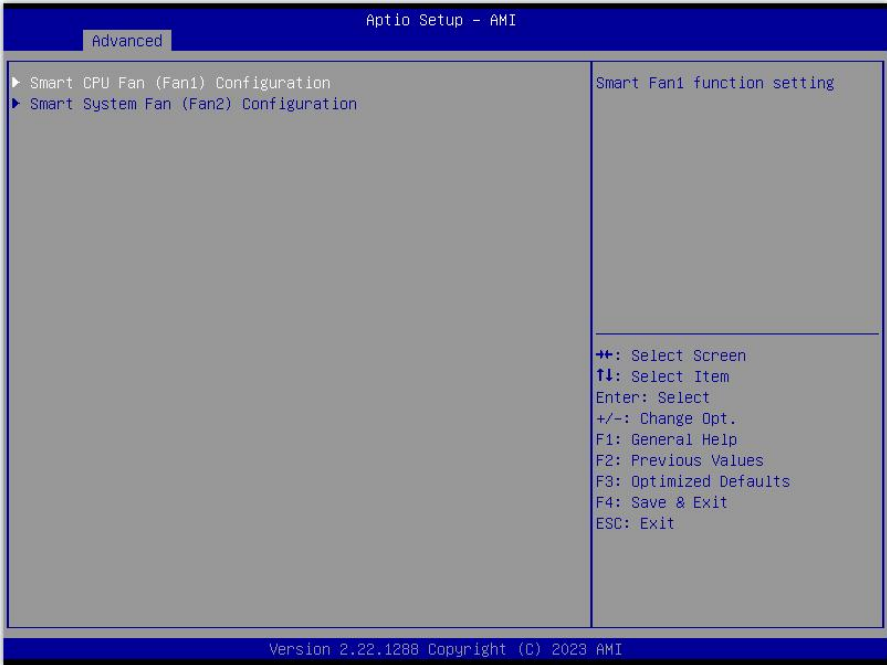 Aptio Setup – AMI
Advanced
▶ Smart CPU Fan (Fan1) Configuration
▶ Smart System Fan (Fan2) Configuration
Smart Fan1 function setting
→←: Select Screen
↑↓: Select Item
Enter: Select
+/-: Change Opt.
F1: General Help
F2: Previous Values
F3: Optimized Defaults
F4: Save & Exit
ESC: Exit
Version 2.22.1288 Copyright (C) 2023 AMI